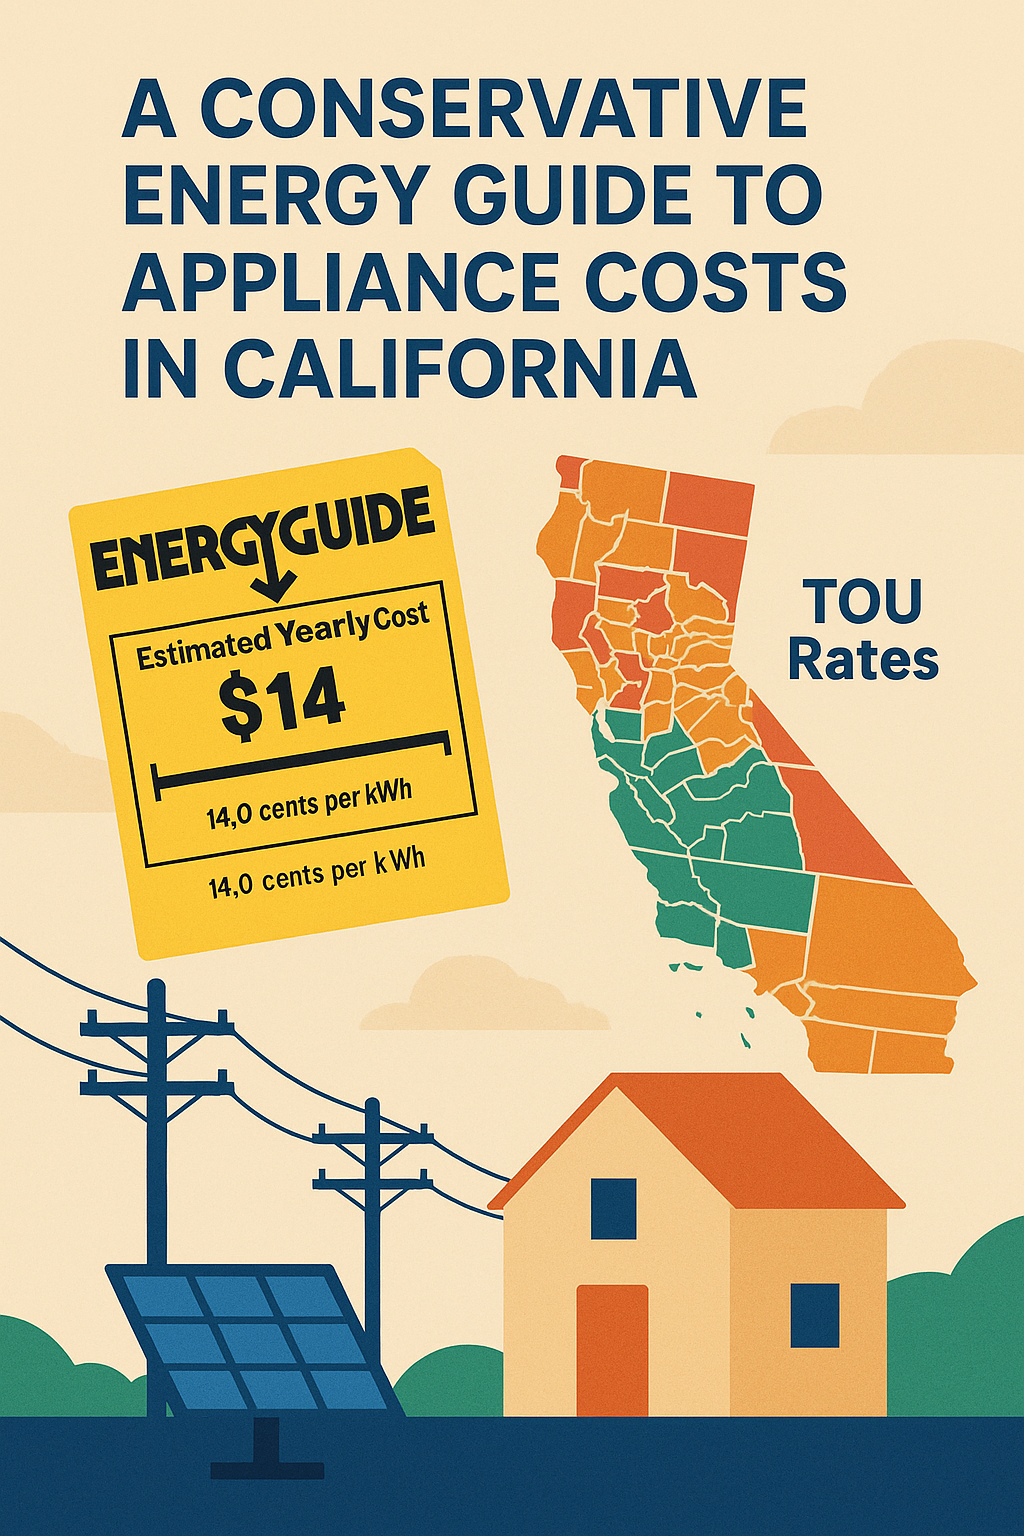 A CONSERVATIVE
ENERGY GUIDE TO
APPLIANCE COSTS
IN CALIFORNIA
ENERGYGUIDE
Estimated Yearly Cost
$14
14,0 cents per kWh
14,0 cents per kWh
TOU
Rates